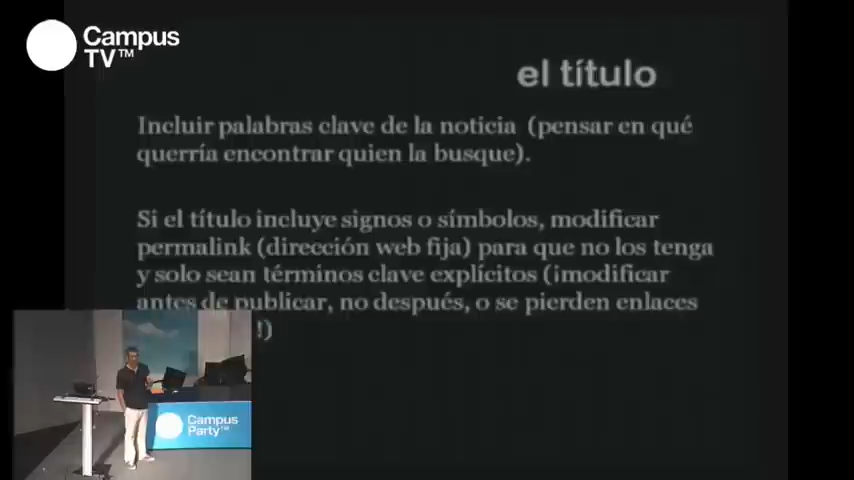 Campus
TV™
el título
Incluir palabras clave de la noticia (pensar en qué
querría encontrar quien la busque).
Si el título incluye signos o símbolos, modificar
permalink (dirección web fija) para que no los tenga
y solo sean términos clave explícitos (¡modificar
antes de publicar, no después, o se pierden enlaces
!)
Campus
Party™